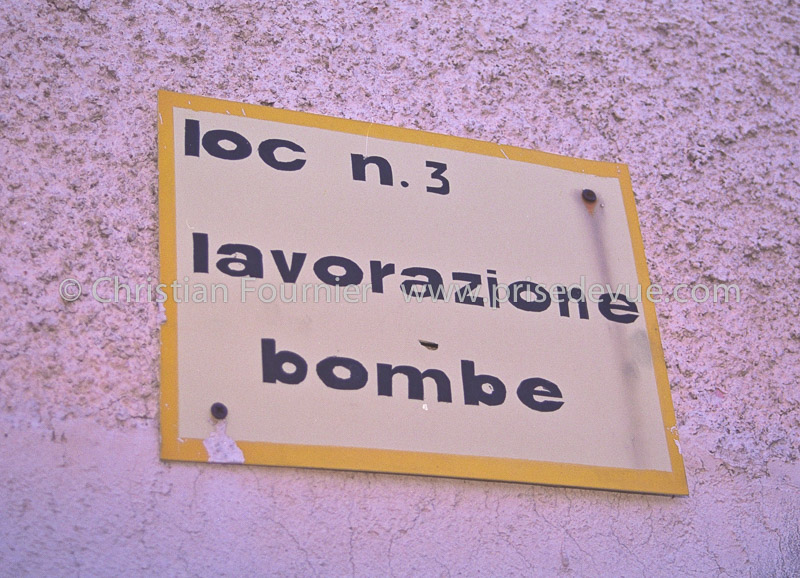 loc n. 3
lavorazione
© Christian Fournier www.prisedevue.com
bombe